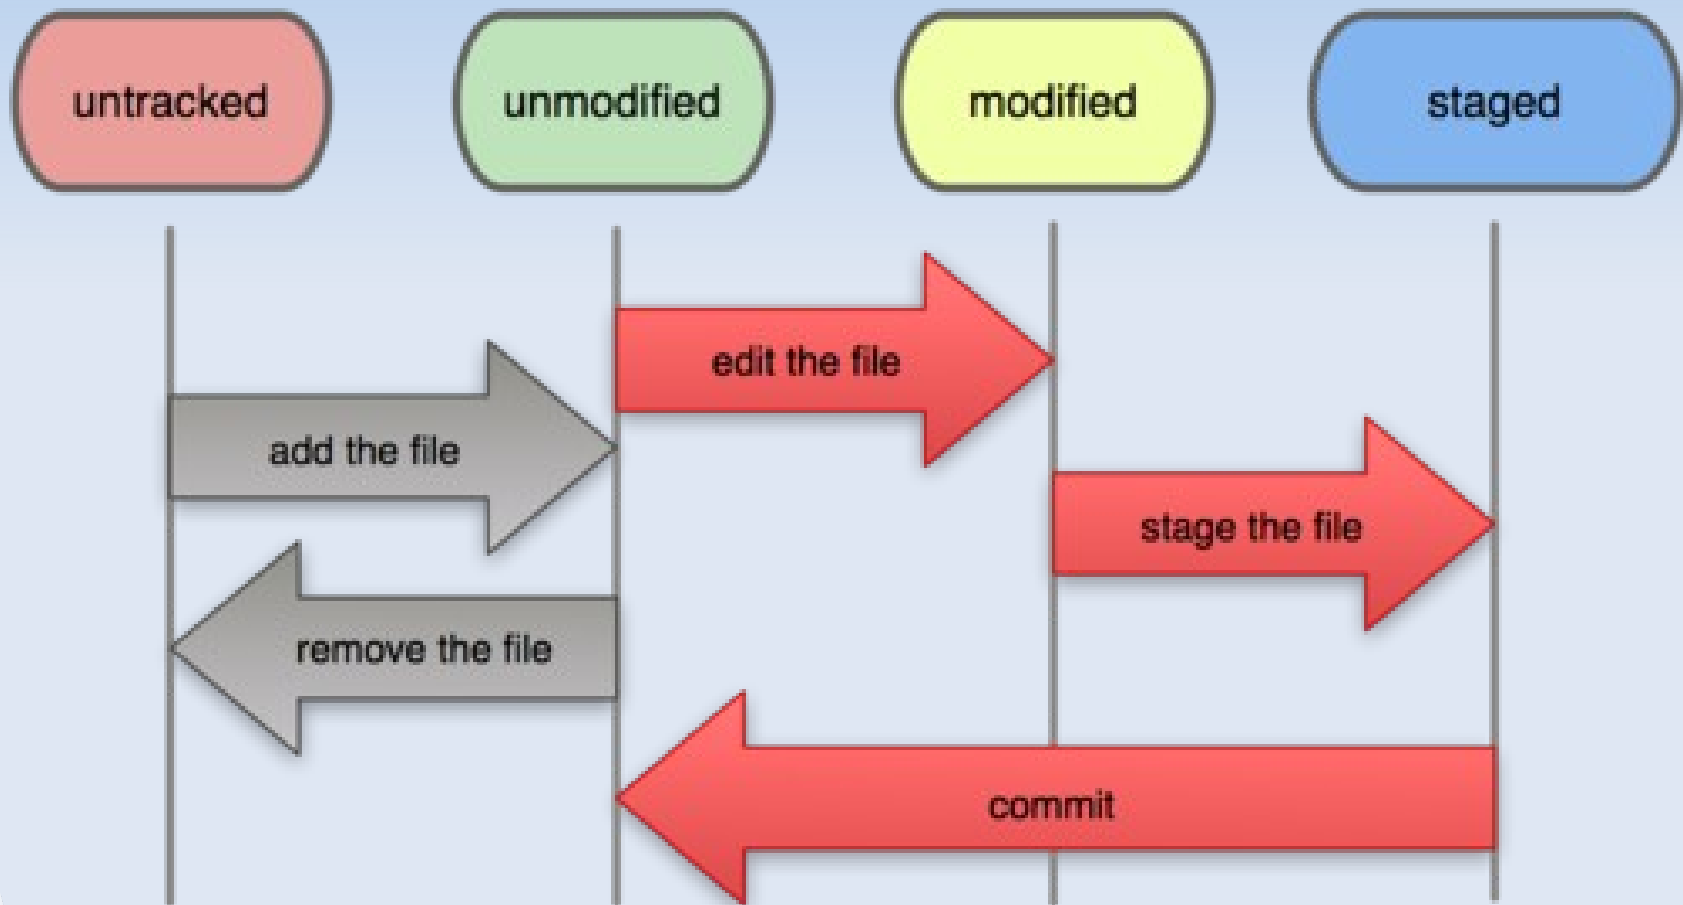 untracked
unmodified
modified
staged
edit the file
add the file
stage the file
remove the file
commit